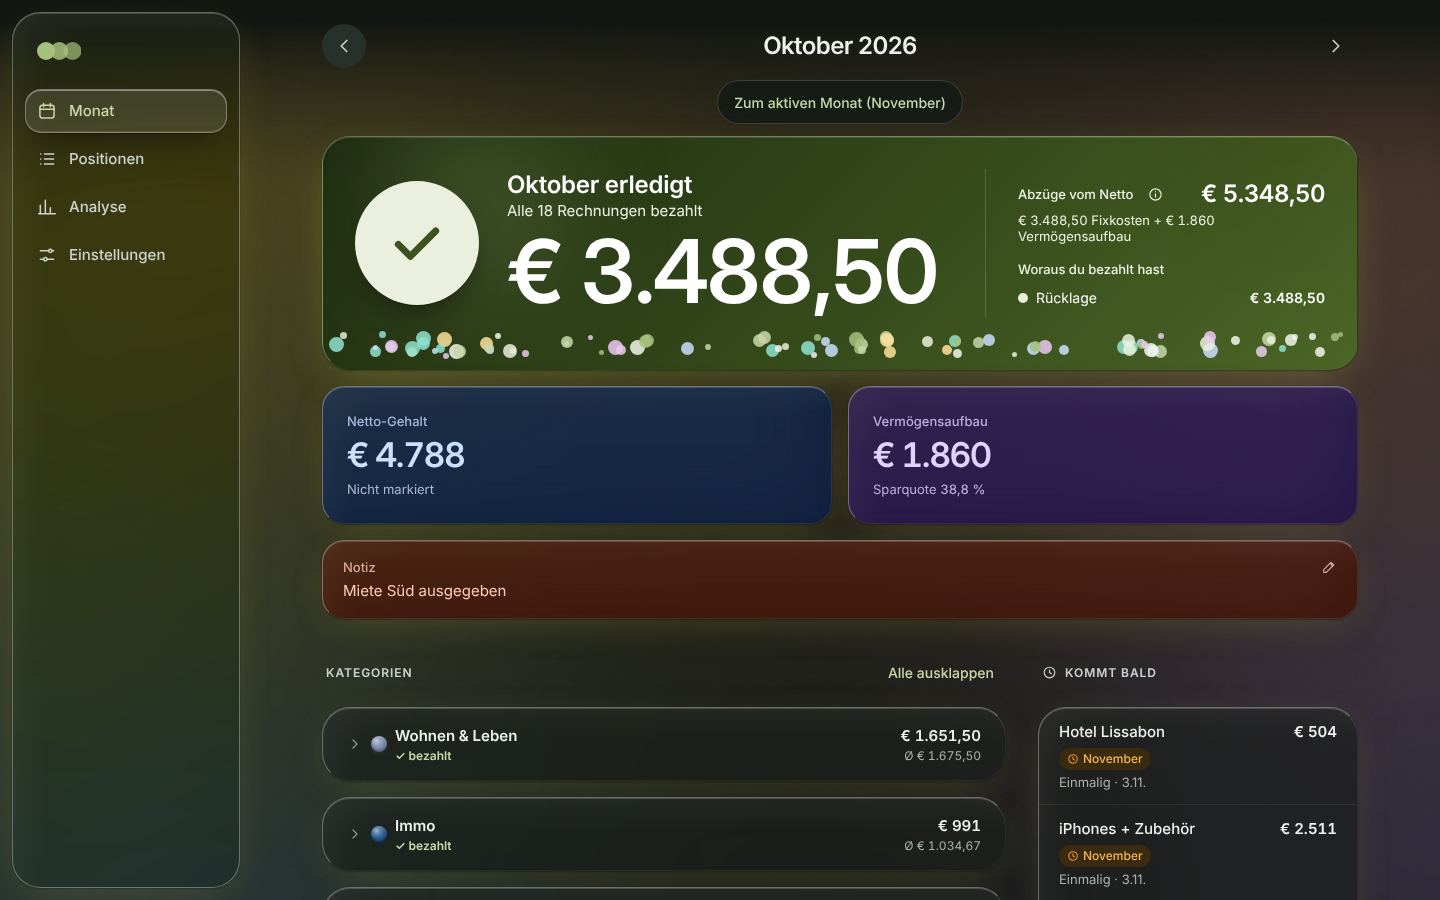 Oktober 2026
Zum aktiven Monat (November)
Monat
Positionen
Analyse
Einstellungen
Oktober erledigt
Alle 18 Rechnungen bezahlt
€ 3.488,50
Abzüge vom Netto
€ 5.348,50
€ 3.488,50 Fixkosten + € 1.860
Vermögensaufbau
Woraus du bezahlt hast
Rücklage
€ 3.488,50
Netto-Gehalt
€ 4.788
Nicht markiert
Vermögensaufbau
€ 1.860
Sparquote 38,8 %
Notiz
Miete Süd ausgegeben
KATEGORIEN
Alle ausklappen
Wohnen & Leben
€ 1.651,50
✓ bezahlt
Ø € 1.675,50
Immo
€ 991
✓ bezahlt
Ø € 1.034,67
KOMMT BALD
Hotel Lissabon
€ 504
November
Einmalig · 3.11.
iPhones + Zubehör
€ 2.511
November
Einmalig · 3.11.